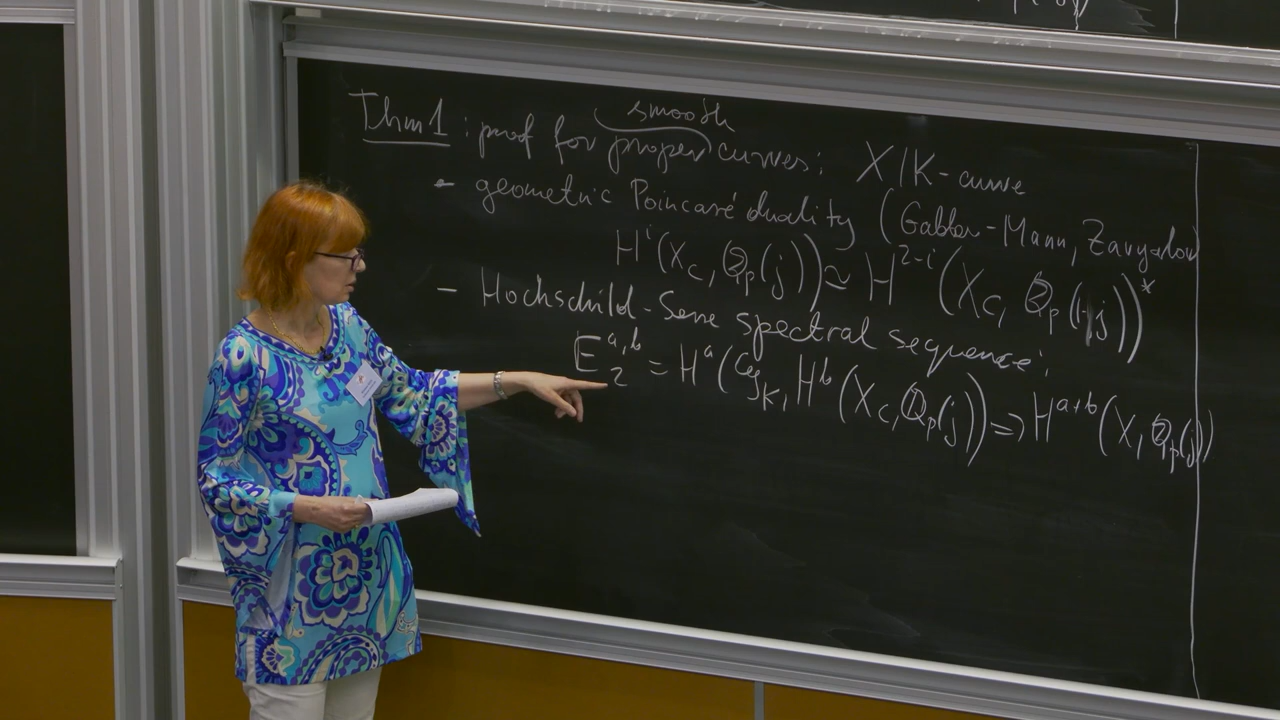 smooth
Thm 1 : proof for proper curves : X/K - curve
- geometric Poincaré duality (Gabber-Mann, Zavyalov
H^i(X_C, Q_p(j)) ≃ H^{2-i}(X_C, Q_p(1-j))^*
- Hochschild-Serre spectral sequence :
E_2^{a,b} = H^a(G_K, H^b(X_C, Q_p(j))) ⇒ H^{a+b}(X, Q_p(j))